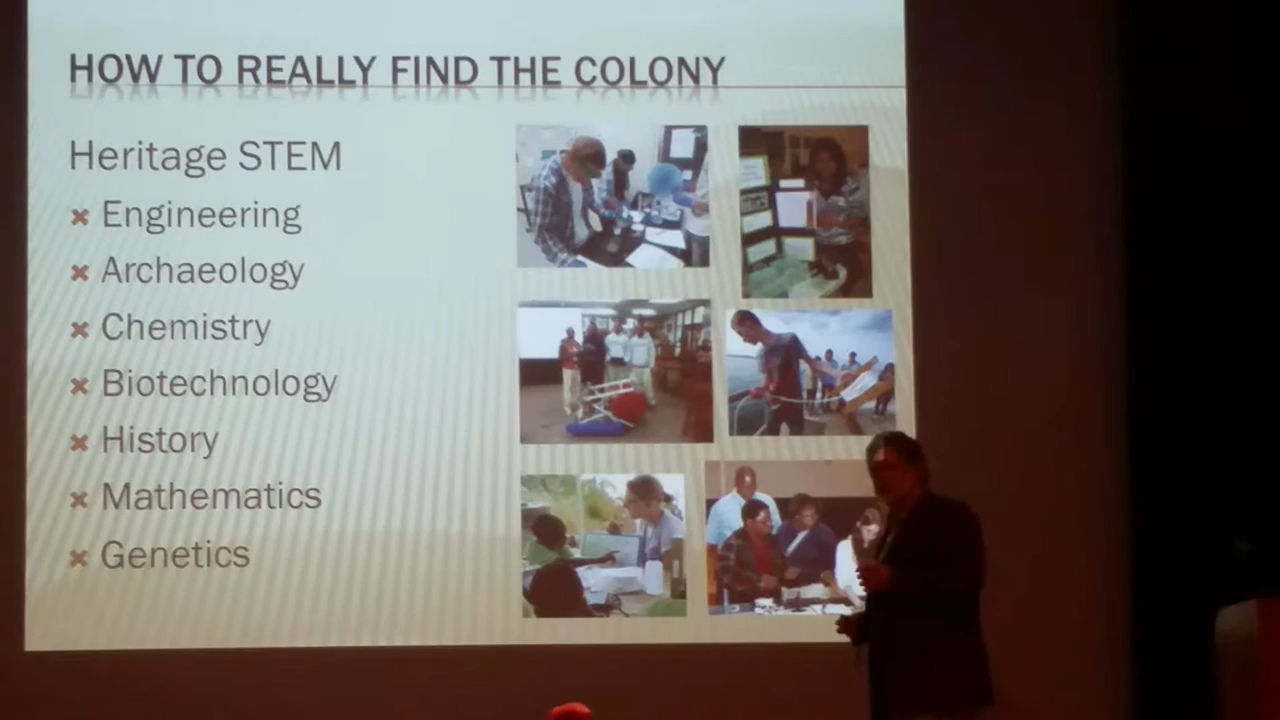 HOW TO REALLY FIND THE COLONY
Heritage STEM
Engineering
Archaeology
Chemistry
Biotechnology
History
Mathematics
Genetics